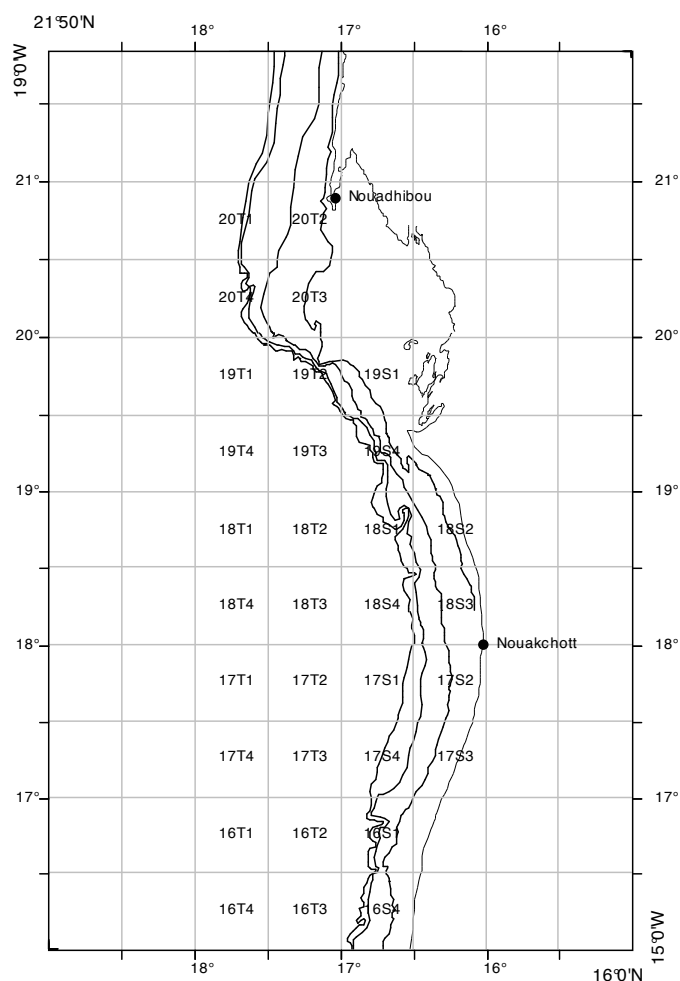 21°50'N
18° 17° 16°
19°0'W
21° 21°
Nouadhibou
20T1 20T2
20T4 20T3
20° 20°
19T1 19T2 19S1
19T4 19T3 19S4
19° 19°
18T1 18T2 18S1 18S2
18T4 18T3 18S4 18S3
18° Nouakchott 18°
17T1 17T2 17S1 17S2
17T4 17T3 17S4 17S3
17° 17°
16T1 16T2 16S1
16T4 16T3 16S4
15°0'W
18° 17° 16°
16°0'N